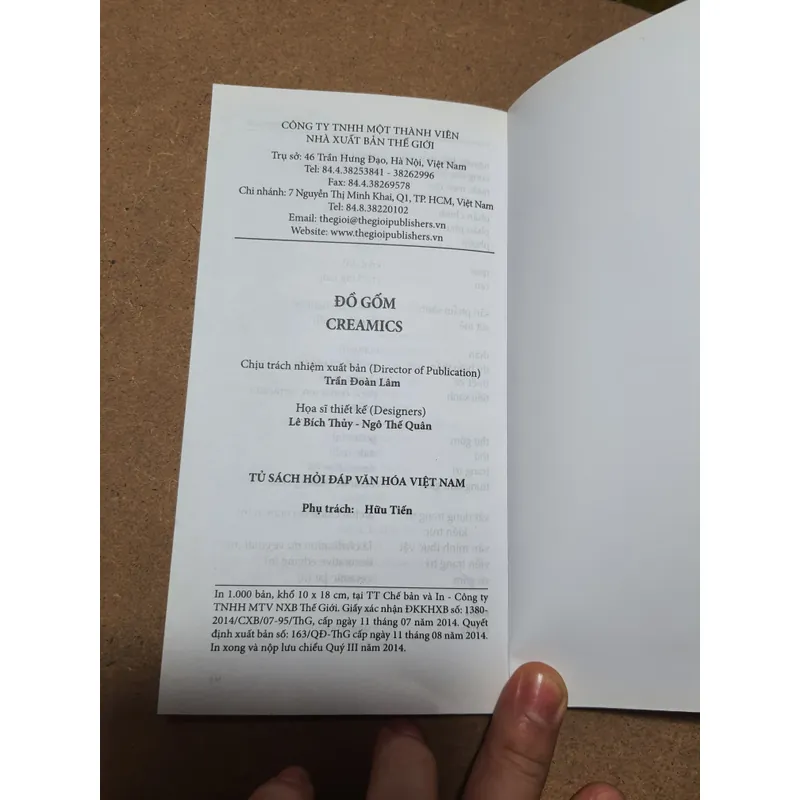 CÔNG TY TNHH MỘT THÀNH VIÊN
NHÀ XUẤT BẢN THẾ GIỚI
Trụ sở: 46 Trần Hưng Đạo, Hà Nội, Việt Nam
Tel: 84.4.38253841 - 38262996
Fax: 84.4.38269578
Chi nhánh: 7 Nguyễn Thị Minh Khai, Q1, TP. HCM, Việt Nam
Tel: 84.8.38220102
Email: thegioi@thegioipublishers.vn
Website: www.thegioipublishers.vn
ĐỒ GỐM
CREAMICS
Chịu trách nhiệm xuất bản (Director of Publication)
Trần Đoàn Lâm
Họa sĩ thiết kế (Designers)
Lê Bích Thủy - Ngô Thế Quân
TỦ SÁCH HỎI ĐÁP VĂN HÓA VIỆT NAM
Phụ trách: Hữu Tiến
In 1.000 bản, khổ 10 x 18 cm, tại TT Chế bản và In - Công ty
TNHH MTV NXB Thế Giới. Giấy xác nhận ĐKKHXB số: 1380-
2014/CXB/07-95/ThG, cấp ngày 11 tháng 07 năm 2014. Quyết
định xuất bản số: 163/QĐ-ThG cấp ngày 11 tháng 08 năm 2014.
In xong và nộp lưu chiểu Quý III năm 2014.